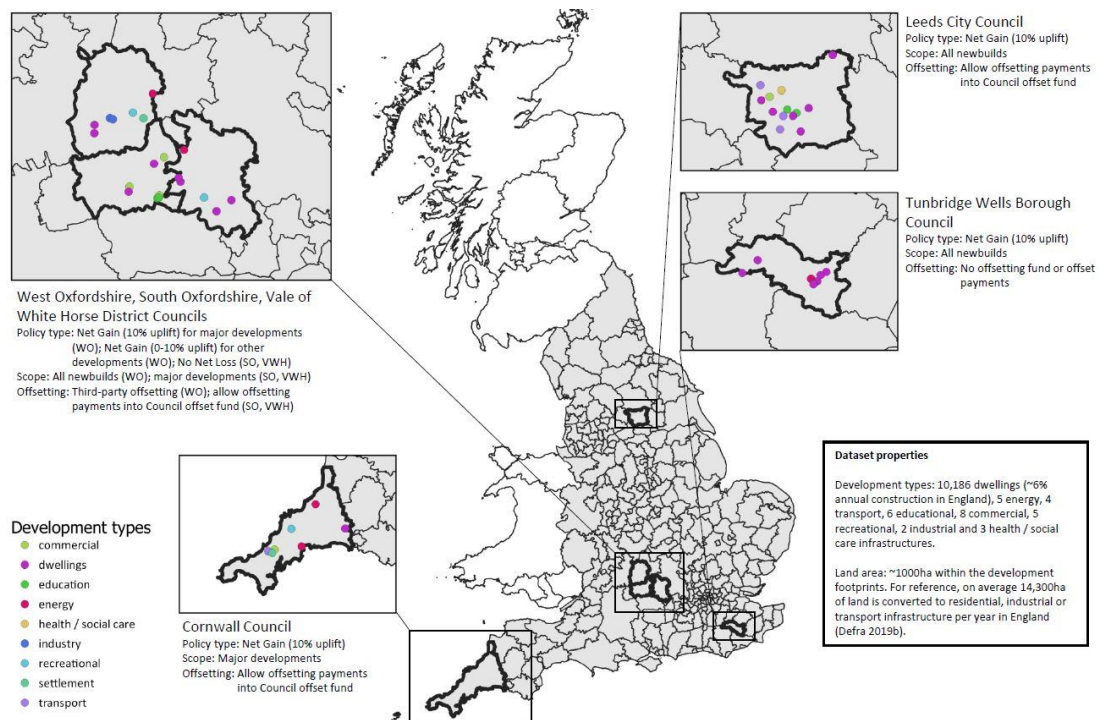 Leeds City Council
Policy type: Net Gain (10% uplift)
Scope: All newbuilds
Offsetting: Allow offsetting payments
into Council offset fund
Tunbridge Wells Borough
Council
Policy type: Net Gain (10% uplift)
Scope: All newbuilds
Offsetting: No offsetting fund or offset
payments
West Oxfordshire, South Oxfordshire, Vale of
White Horse District Councils
Policy type: Net Gain (10% uplift) for major developments
(WO); Net Gain (0-10% uplift) for other
developments (WO); No Net Loss (SO, VWH)
Scope: All newbuilds (WO); major developments (SO, VWH)
Offsetting: Third-party offsetting (WO); allow offsetting
payments into Council offset fund (SO, VWH)
Development types
commercial
dwellings
education
energy
health / social care
industry
recreational
settlement
transport
Cornwall Council
Policy type: Net Gain (10% uplift)
Scope: Major developments
Offsetting: Allow offsetting payments
into Council offset fund
Dataset properties
Development types: 10,186 dwellings (~6%
annual construction in England), 5 energy, 4
transport, 6 educational, 8 commercial, 5
recreational, 2 industrial and 3 health / social
care infrastructures.
Land area: ~1000ha within the development
footprints. For reference, on average 14,300ha
of land is converted to residential, industrial or
transport infrastructure per year in England
(Defra 2019b).